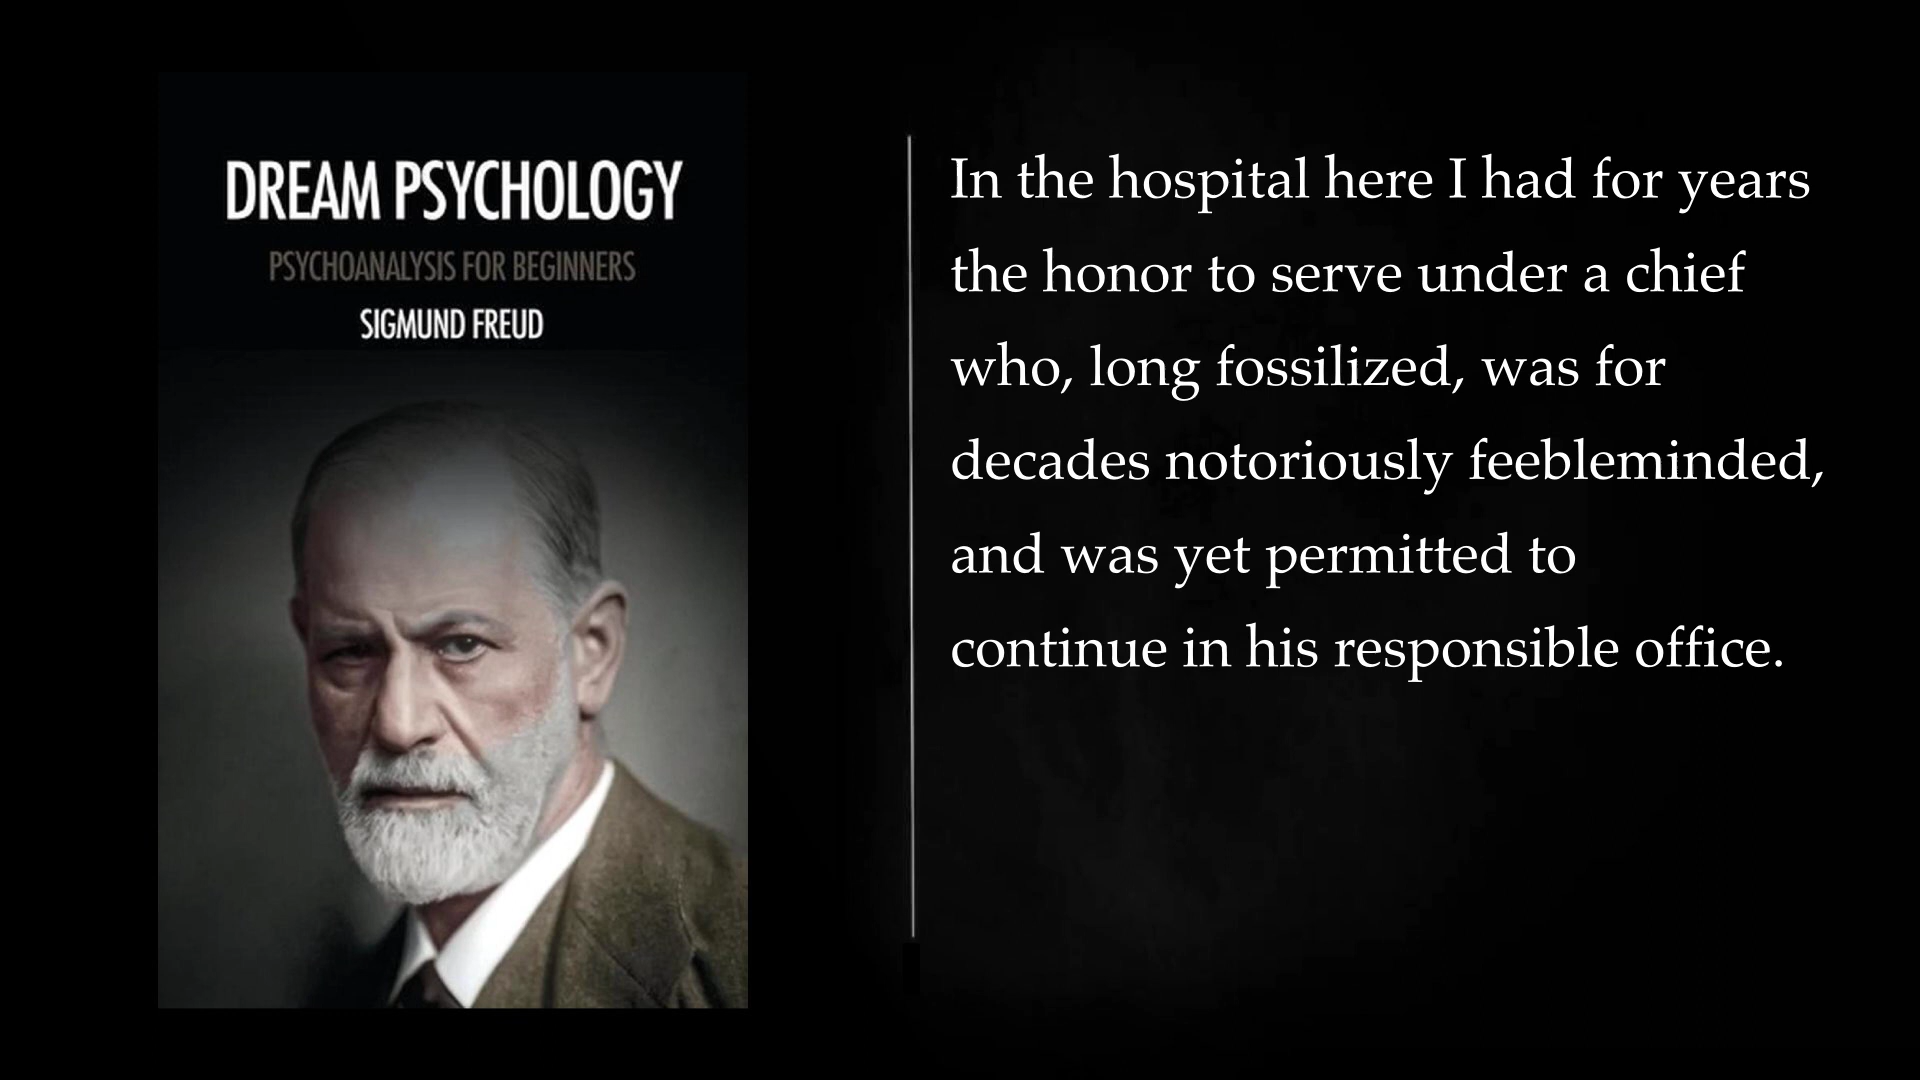 DREAM PSYCHOLOGY
PSYCHOANALYSIS FOR BEGINNERS
SIGMUND FREUD
In the hospital here I had for years
the honor to serve under a chief
who, long fossilized, was for
decades notoriously feebleminded,
and was yet permitted to
continue in his responsible office.